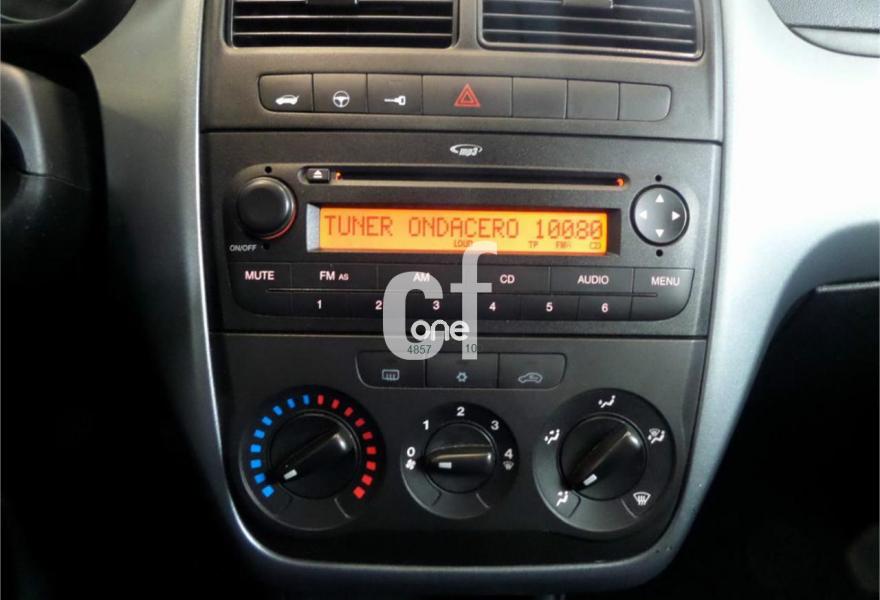 mp3
TUNER ONDACERO 10080
LOUD TP FMA CD
ON/OFF
MUTE FM AS AM CD AUDIO MENU
1 2 3 4 5 6
cf
one
4857 10
0 1 2 3 4